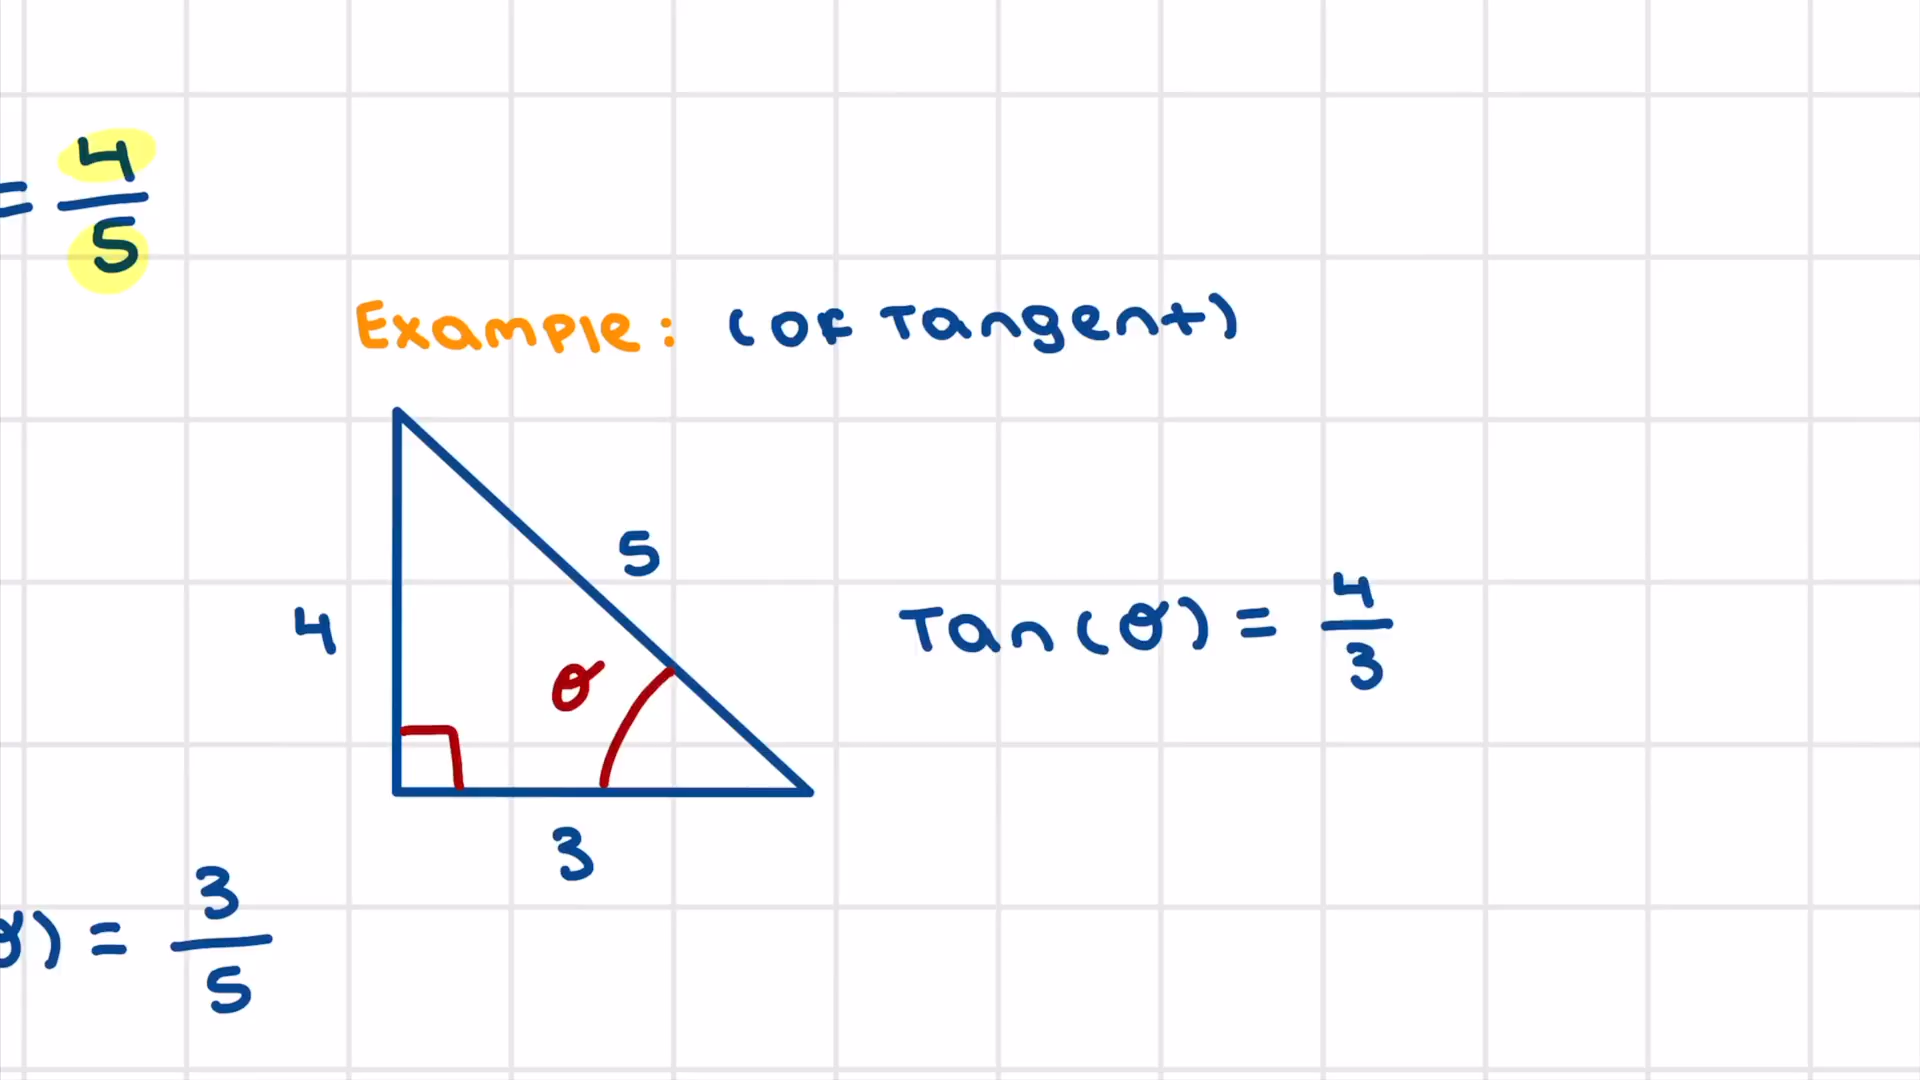 = 4/5
Example: (of Tangent)
5
4
Tan(θ) = 4/3
θ
3
θ) = 3/5